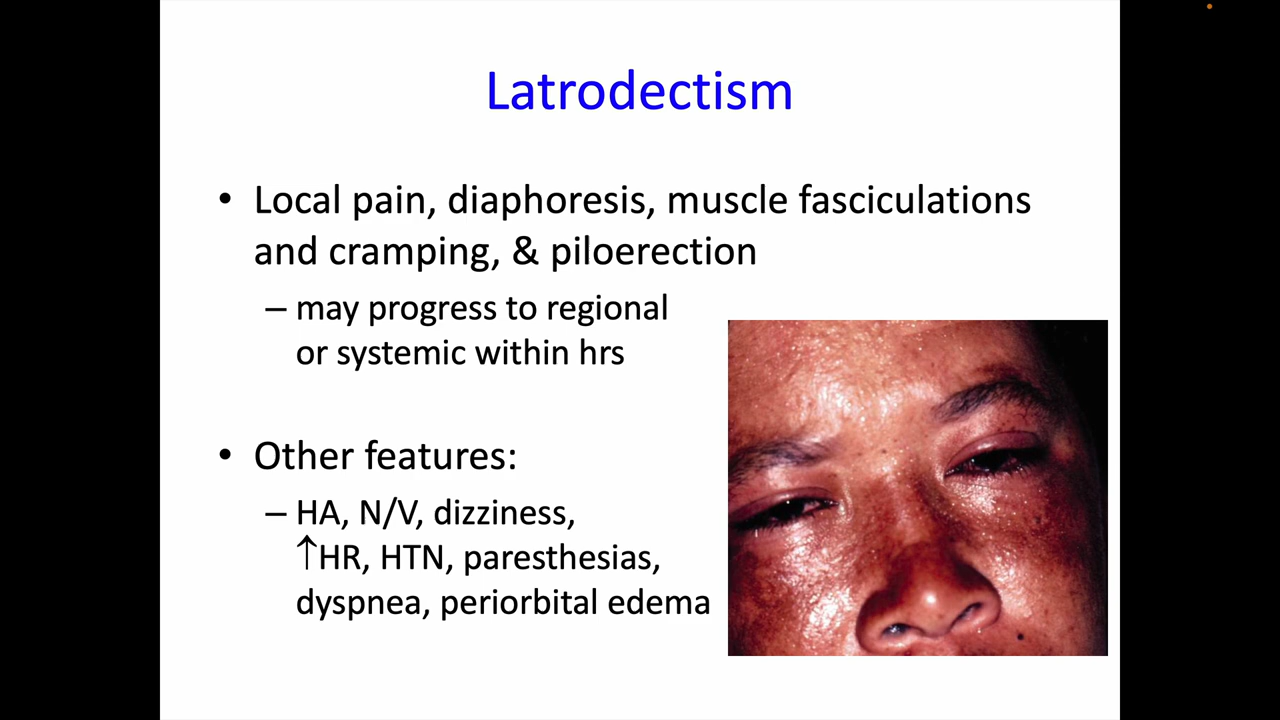 Latrodectism
• Local pain, diaphoresis, muscle fasciculations
and cramping, & piloerection
– may progress to regional
or systemic within hrs
• Other features:
– HA, N/V, dizziness,
↑HR, HTN, paresthesias,
dyspnea, periorbital edema